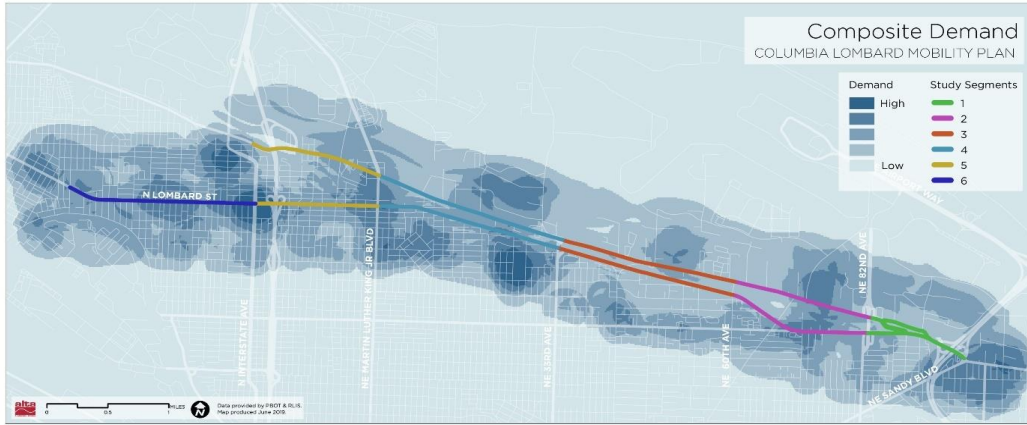 Composite Demand
COLUMBIA LOMBARD MOBILITY PLAN
Demand
High
Low
Study Segments
1
2
3
4
5
6
N LOMBARD ST
N INTERSTATE AVE
NE MARTIN LUTHER KING JR BLVD
NE 33RD AVE
NE 60TH AVE
NE 82ND AVE
NE SANDY BLVD
alta
0
0.5
1
MILES
N
Data provided by PBOT & RLIS.
Map produced June 2019.